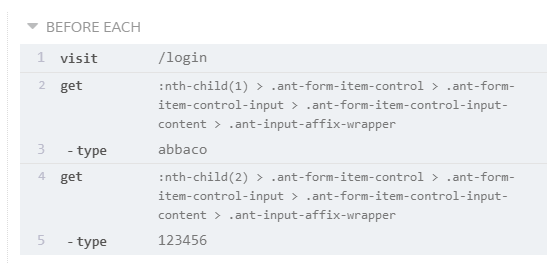 BEFORE EACH
1 visit /login
2 get :nth-child(1) > .ant-form-item-control > .ant-form-
item-control-input > .ant-form-item-control-input-
content > .ant-input-affix-wrapper
3 - type abbaco
4 get :nth-child(2) > .ant-form-item-control > .ant-form-
item-control-input > .ant-form-item-control-input-
content > .ant-input-affix-wrapper
5 - type 123456